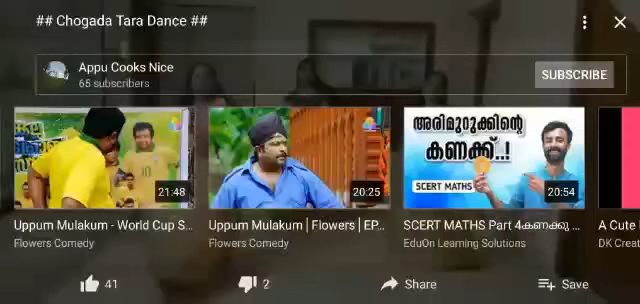 ## Chogada Tara Dance ##
Appu Cooks Nice
65 subscribers
SUBSCRIBE
21:48
20:25
അരിമുറുക്കിന്റെ
കണക്ക്..!
SCERT MATHS
20:54
Uppum Mulakum - World Cup S...
Flowers Comedy
Uppum Mulakum | Flowers | EP...
Flowers Comedy
SCERT MATHS Part 4കണക്കു ...
EduOn Learning Solutions
A Cute
DK Creat
41
2
Share
Save